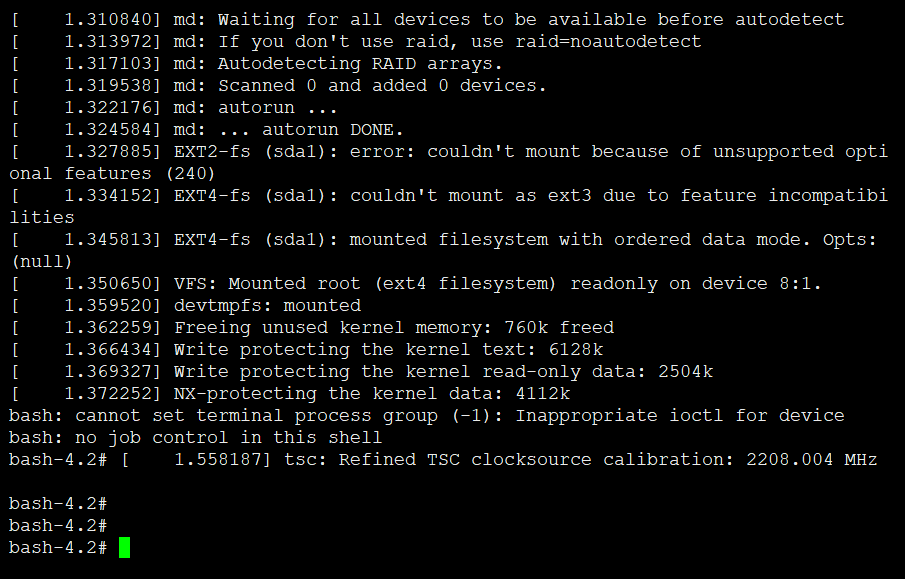 [    1.310840] md: Waiting for all devices to be available before autodetect
[    1.313972] md: If you don't use raid, use raid=noautodetect
[    1.317103] md: Autodetecting RAID arrays.
[    1.319538] md: Scanned 0 and added 0 devices.
[    1.322176] md: autorun ...
[    1.324584] md: ... autorun DONE.
[    1.327885] EXT2-fs (sda1): error: couldn't mount because of unsupported opti
onal features (240)
[    1.334152] EXT4-fs (sda1): couldn't mount as ext3 due to feature incompatibi
lities
[    1.345813] EXT4-fs (sda1): mounted filesystem with ordered data mode. Opts:
(null)
[    1.350650] VFS: Mounted root (ext4 filesystem) readonly on device 8:1.
[    1.359520] devtmpfs: mounted
[    1.362259] Freeing unused kernel memory: 760k freed
[    1.366434] Write protecting the kernel text: 6128k
[    1.369327] Write protecting the kernel read-only data: 2504k
[    1.372252] NX-protecting the kernel data: 4112k
bash: cannot set terminal process group (-1): Inappropriate ioctl for device
bash: no job control in this shell
bash-4.2# [    1.558187] tsc: Refined TSC clocksource calibration: 2208.004 MHz
bash-4.2#
bash-4.2#
bash-4.2#